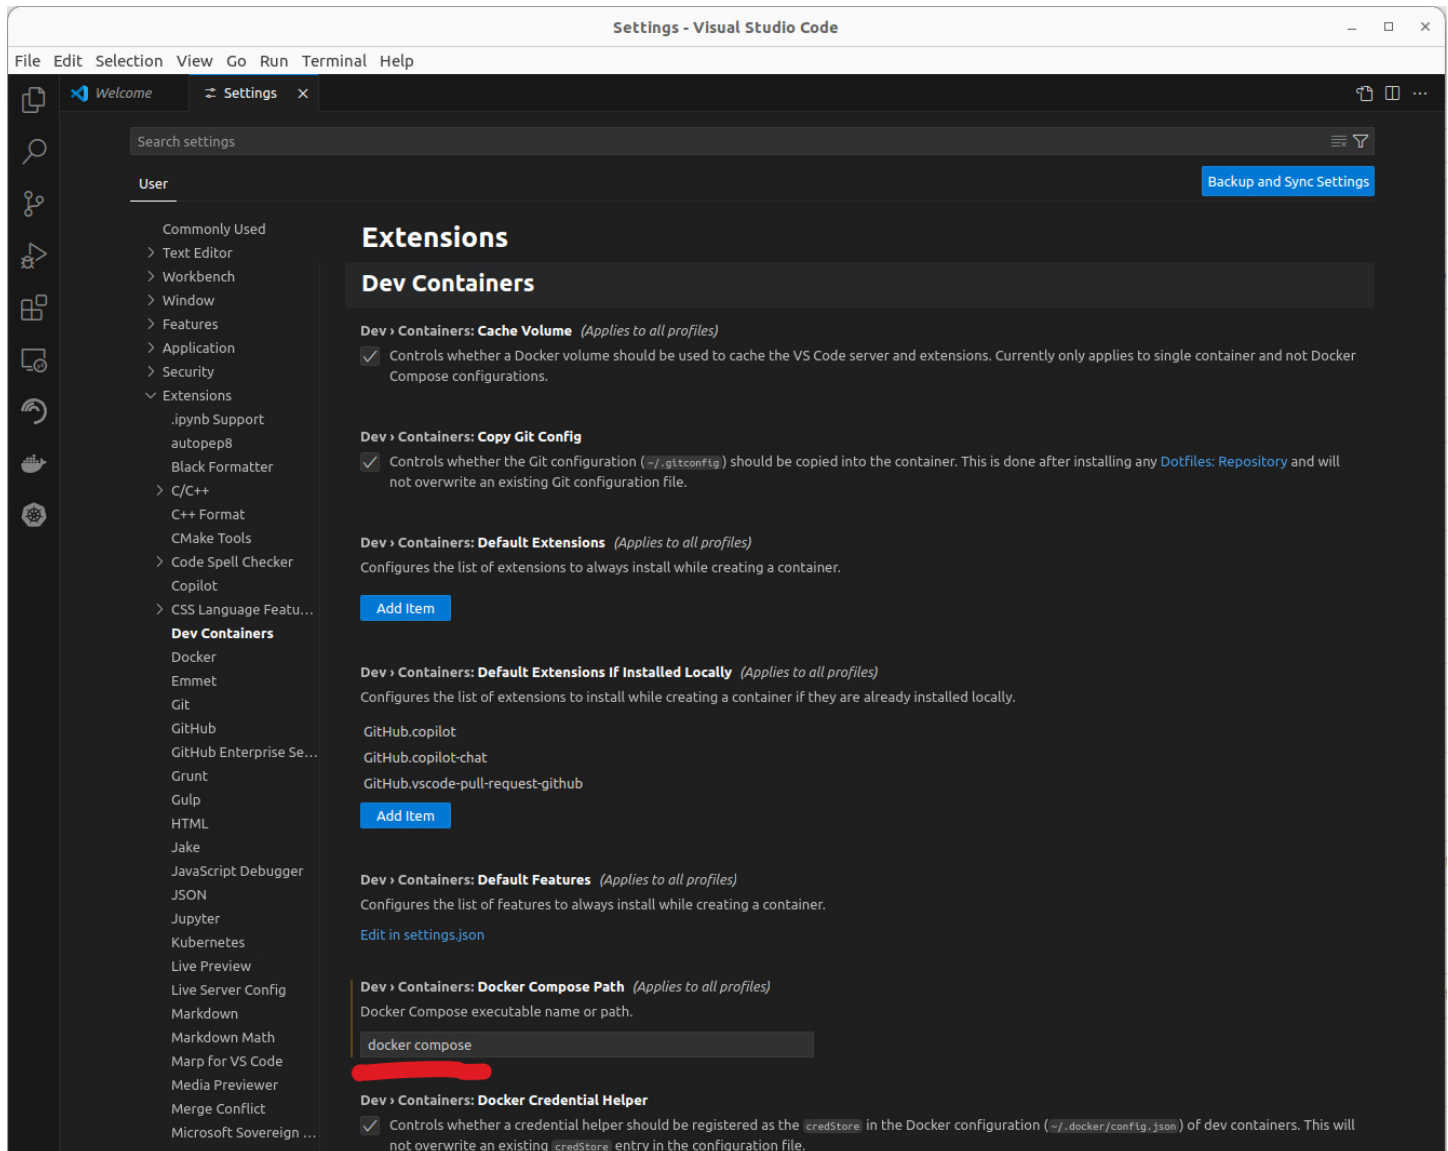 Settings - Visual Studio Code
File Edit Selection View Go Run Terminal Help
Welcome
Settings
Search settings
User
Backup and Sync Settings
Commonly Used
Text Editor
Workbench
Window
Features
Application
Security
Extensions
.ipynb Support
autopep8
Black Formatter
C/C++
C++ Format
CMake Tools
Code Spell Checker
Copilot
CSS Language Featu...
Dev Containers
Docker
Emmet
Git
GitHub
GitHub Enterprise Se...
Grunt
Gulp
HTML
Jake
JavaScript Debugger
JSON
Jupyter
Kubernetes
Live Preview
Live Server Config
Markdown
Markdown Math
Marp for VS Code
Media Previewer
Merge Conflict
Microsoft Sovereign ...
Extensions
Dev Containers
Dev › Containers: Cache Volume (Applies to all profiles)
Controls whether a Docker volume should be used to cache the VS Code server and extensions. Currently only applies to single container and not Docker
Compose configurations.
Dev › Containers: Copy Git Config
Controls whether the Git configuration ( ~/.gitconfig ) should be copied into the container. This is done after installing any Dotfiles: Repository and will
not overwrite an existing Git configuration file.
Dev › Containers: Default Extensions (Applies to all profiles)
Configures the list of extensions to always install while creating a container.
Add Item
Dev › Containers: Default Extensions If Installed Locally (Applies to all profiles)
Configures the list of extensions to install while creating a container if they are already installed locally.
GitHub.copilot
GitHub.copilot-chat
GitHub.vscode-pull-request-github
Add Item
Dev › Containers: Default Features (Applies to all profiles)
Configures the list of features to always install while creating a container.
Edit in settings.json
Dev › Containers: Docker Compose Path (Applies to all profiles)
Docker Compose executable name or path.
docker compose
Dev › Containers: Docker Credential Helper
Controls whether a credential helper should be registered as the credStore in the Docker configuration ( ~/.docker/config.json ) of dev containers. This will
not overwrite an existing credStore entry in the configuration file.